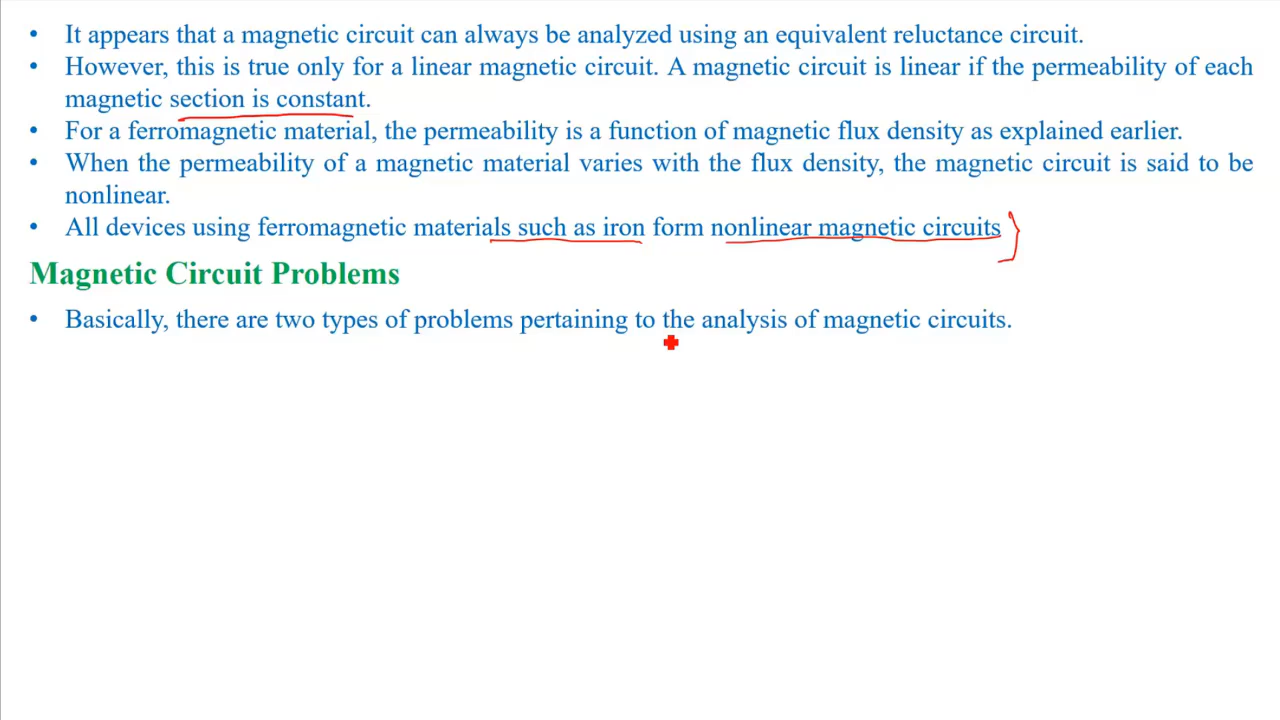 • It appears that a magnetic circuit can always be analyzed using an equivalent reluctance circuit.
• However, this is true only for a linear magnetic circuit. A magnetic circuit is linear if the permeability of each
magnetic section is constant.
• For a ferromagnetic material, the permeability is a function of magnetic flux density as explained earlier.
• When the permeability of a magnetic material varies with the flux density, the magnetic circuit is said to be
nonlinear.
• All devices using ferromagnetic materials such as iron form nonlinear magnetic circuits
Magnetic Circuit Problems
• Basically, there are two types of problems pertaining to the analysis of magnetic circuits.